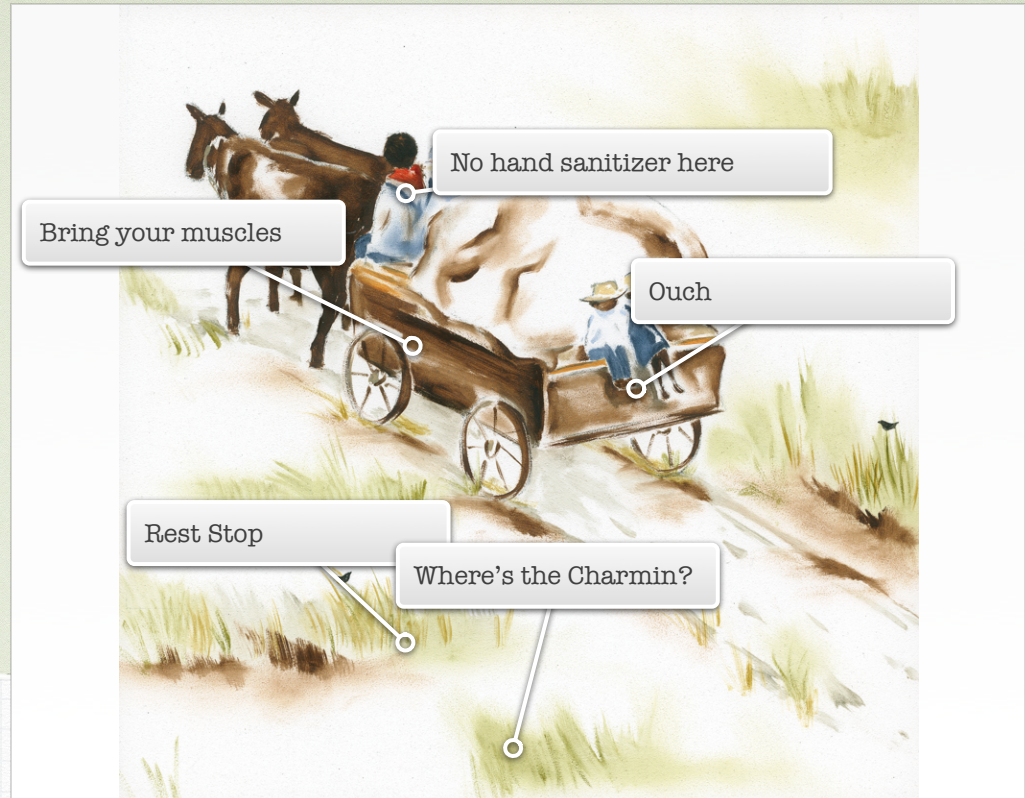 No hand sanitizer here
Bring your muscles
Ouch
Rest Stop
Where’s the Charmin?